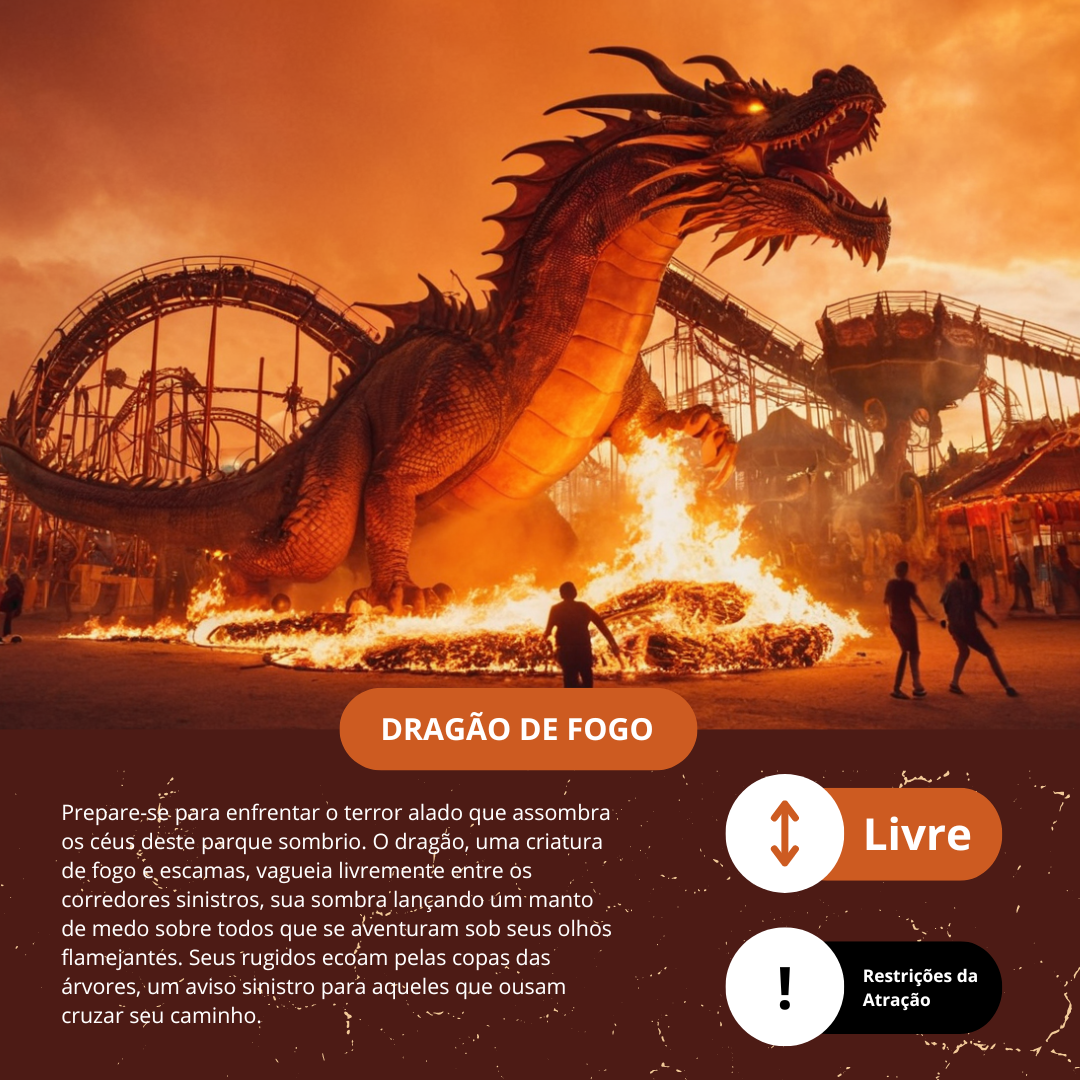 DRAGÃO DE FOGO
Prepare-se para enfrentar o terror alado que assombra
os céus deste parque sombrio. O dragão, uma criatura
de fogo e escamas, vagueia livremente entre os
corredores sinistros, sua sombra lançando um manto
de medo sobre todos que se aventuram sob seus olhos
flamejantes. Seus rugidos ecoam pelas copas das
árvores, um aviso sinistro para aqueles que ousam
cruzar seu caminho.
Livre
!
Restrições da
Atração